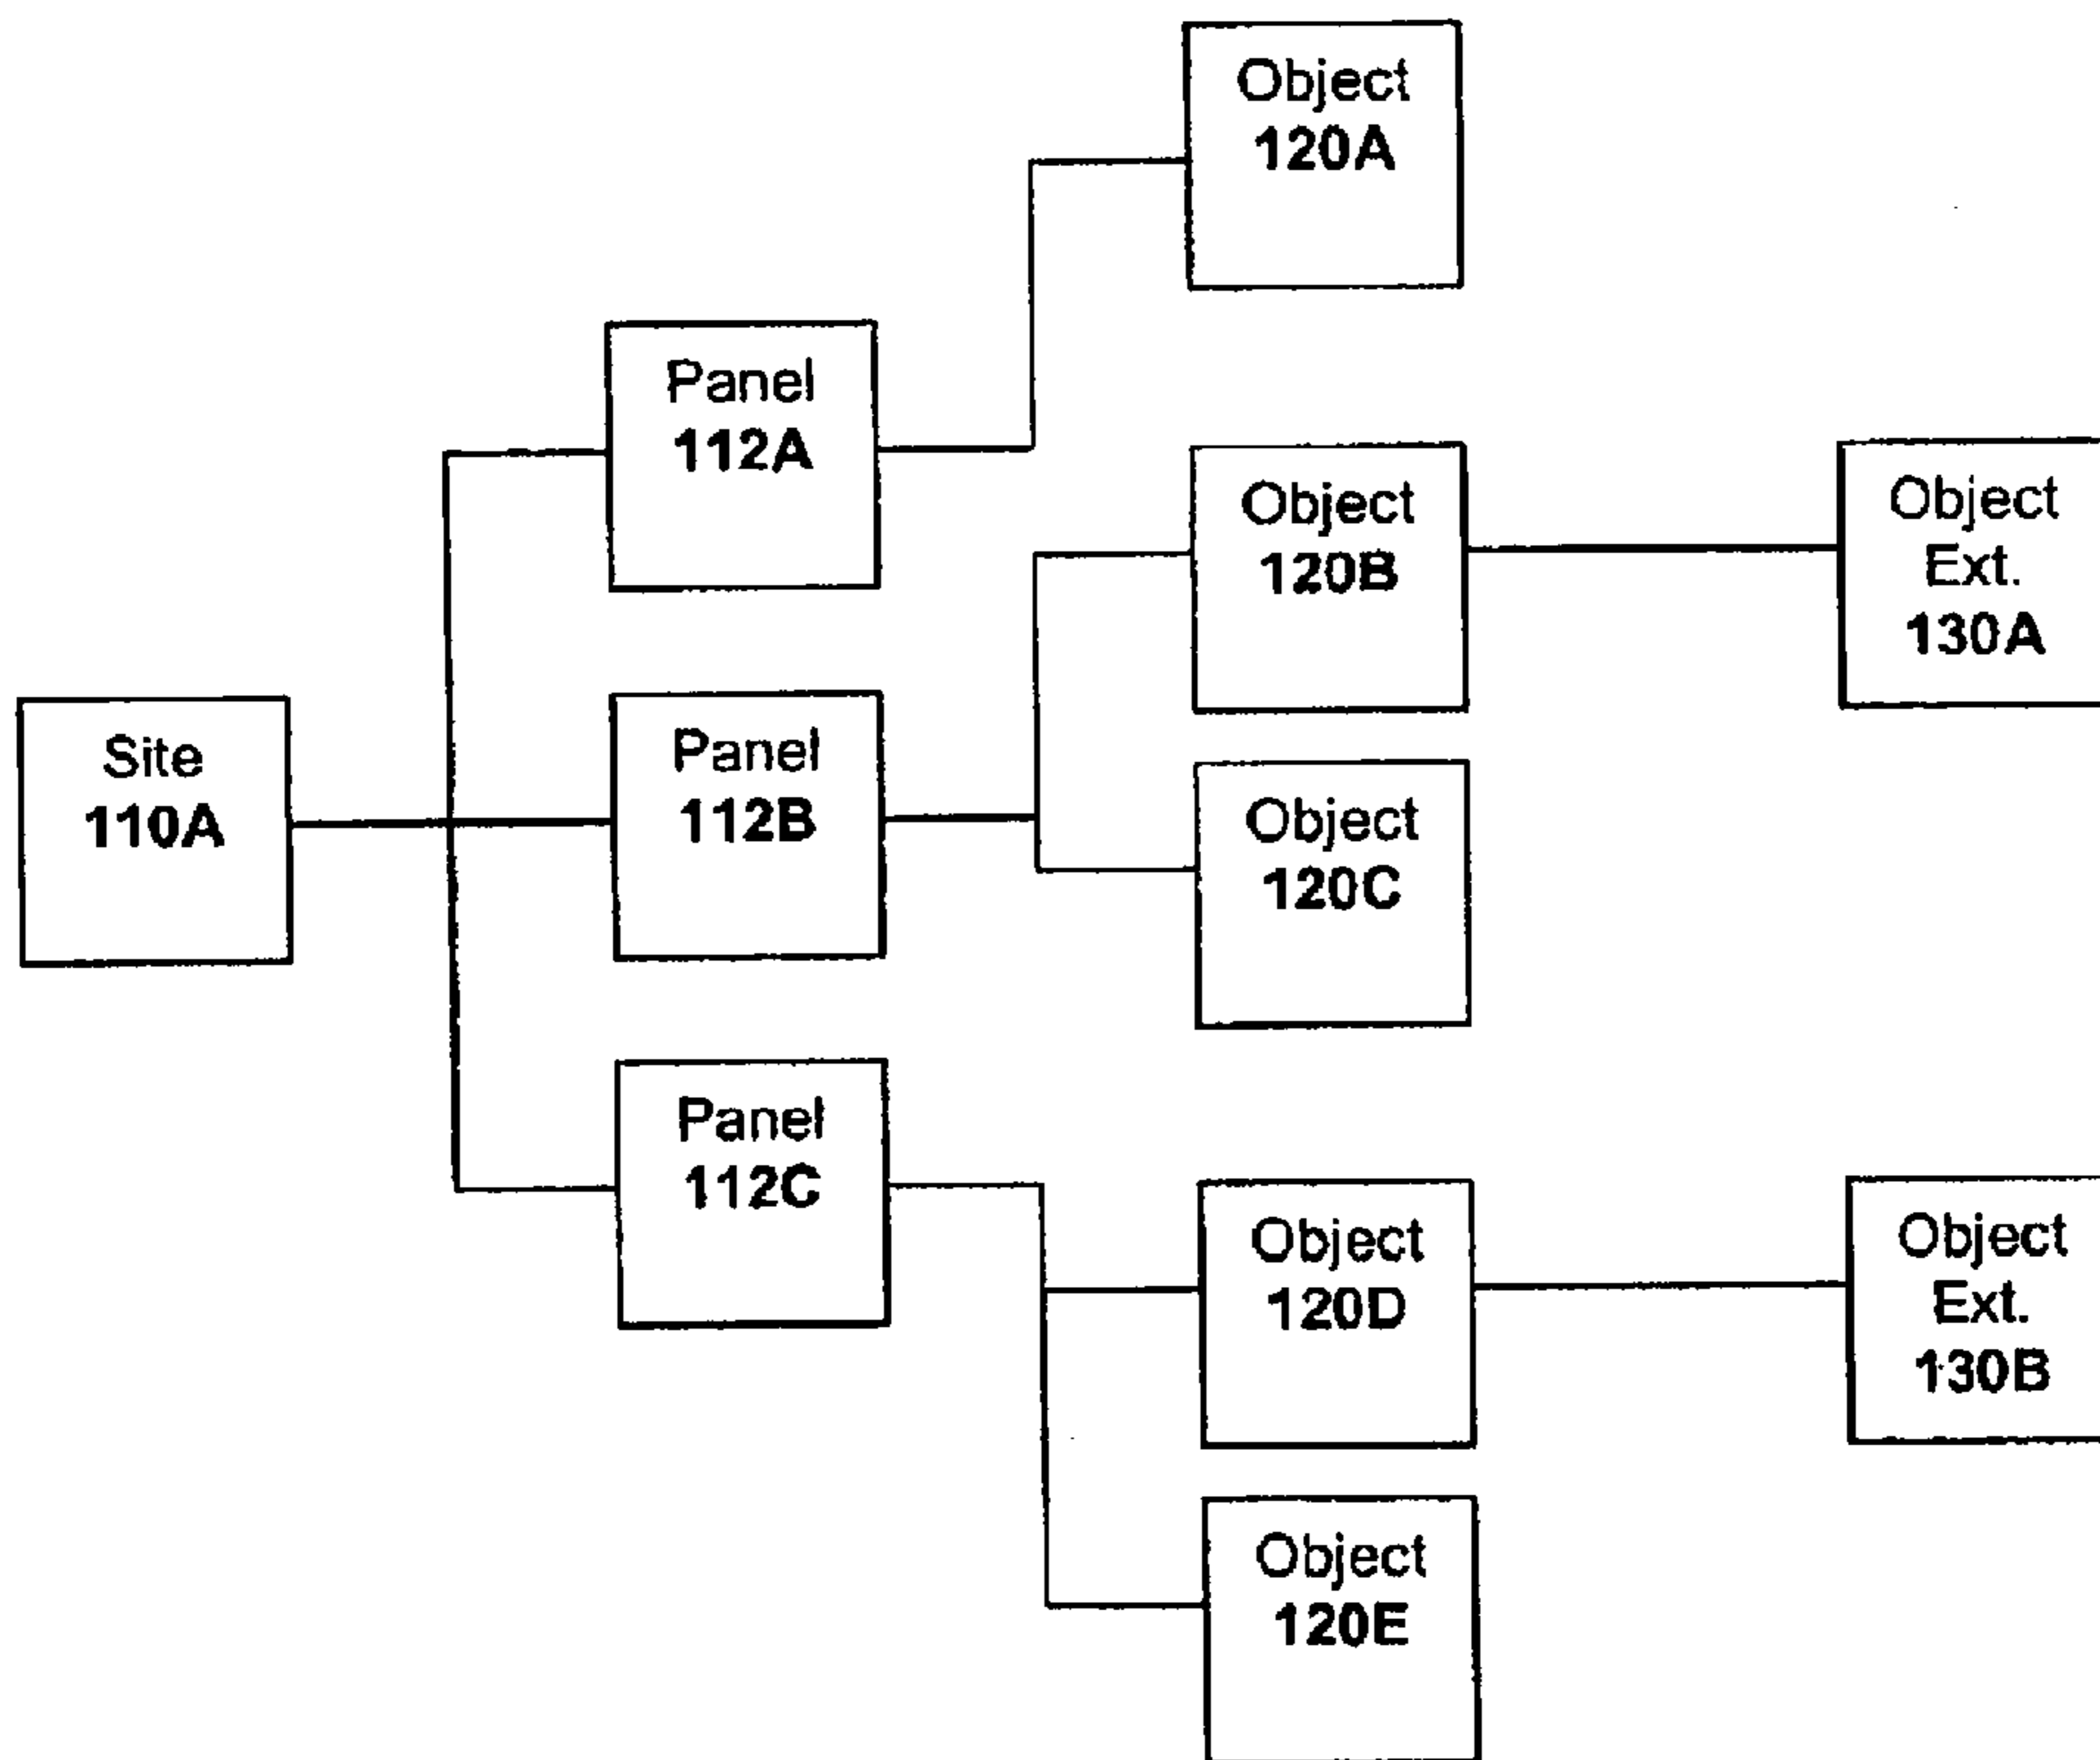 Object
120A
Panel
112A
Object
120B
Object
Ext.
130A
Site
110A
Panel
112B
Object
120C
Panel
112C
Object
120D
Object
Ext.
130B
Object
120E